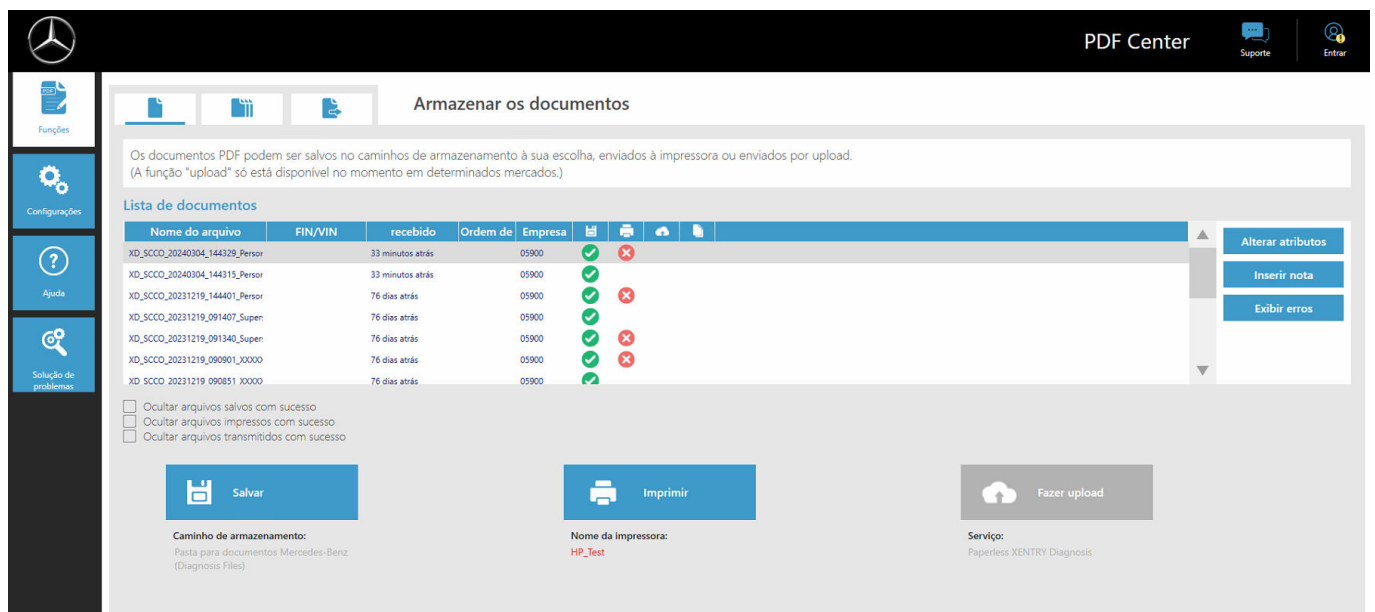 PDF Center
Suporte
Entrar
PDF
Funções
Configurações
Ajuda
Solução de
problemas
Armazenar os documentos
Os documentos PDF podem ser salvos no caminhos de armazenamento à sua escolha, enviados à impressora ou enviados por upload.
(A função "upload" só está disponível no momento em determinados mercados.)
Lista de documentos
Nome do arquivo FIN/VIN recebido Ordem de Empresa
XD_SCCO_20240304_144329_Persor 33 minutos atrás 05900
XD_SCCO_20240304_144315_Persor 33 minutos atrás 05900
XD_SCCO_20231219_144401_Persor 76 dias atrás 05900
XD_SCCO_20231219_091407_Super: 76 dias atrás 05900
XD_SCCO_20231219_091340_Super: 76 dias atrás 05900
XD_SCCO_20231219_090901_XXXX 76 dias atrás 05900
XD_SCCO_20231219_090851_XXXX 76 dias atrás 05900
Alterar atributos
Inserir nota
Exibir erros
Ocultar arquivos salvos com sucesso
Ocultar arquivos impressos com sucesso
Ocultar arquivos transmitidos com sucesso
Salvar
Imprimir
Fazer upload
Caminho de armazenamento:
Pasta para documentos Mercedes-Benz
(Diagnosis Files)
Nome da impressora:
HP_Test
Serviço:
Paperless XENTRY Diagnosis